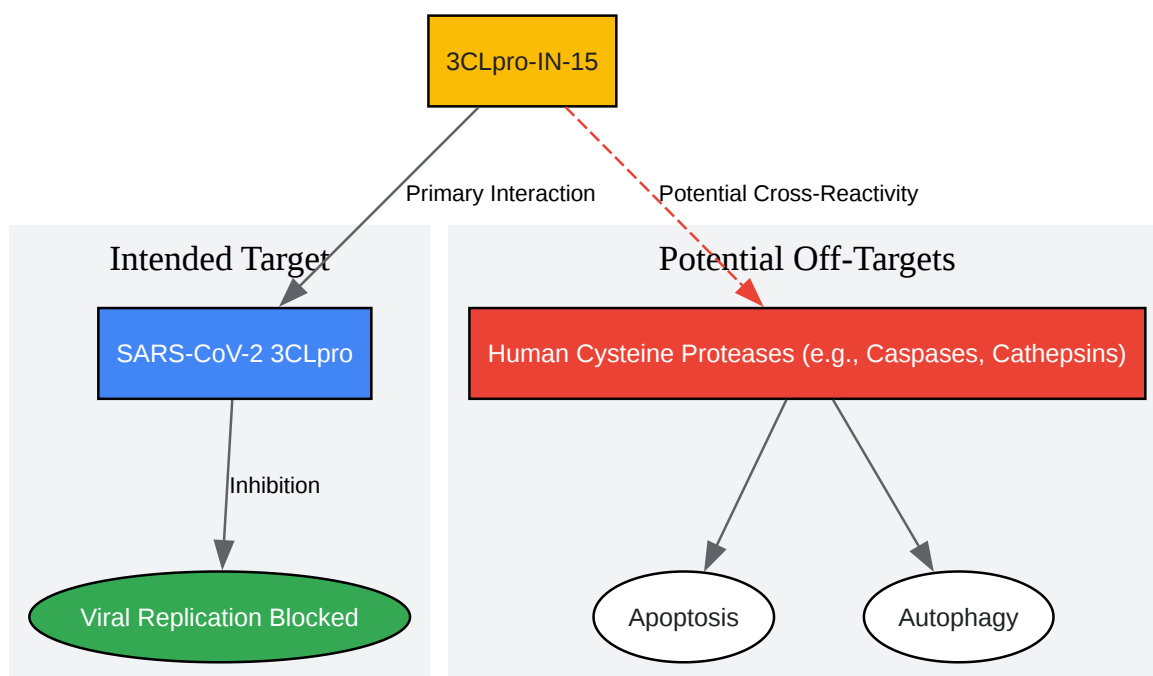 3CLpro-IN-15
Primary Interaction
Potential Cross-Reactivity
Intended Target
Potential Off-Targets
SARS-CoV-2 3CLpro
Human Cysteine Proteases (e.g., Caspases, Cathepsins)
Inhibition
Viral Replication Blocked
Apoptosis
Autophagy